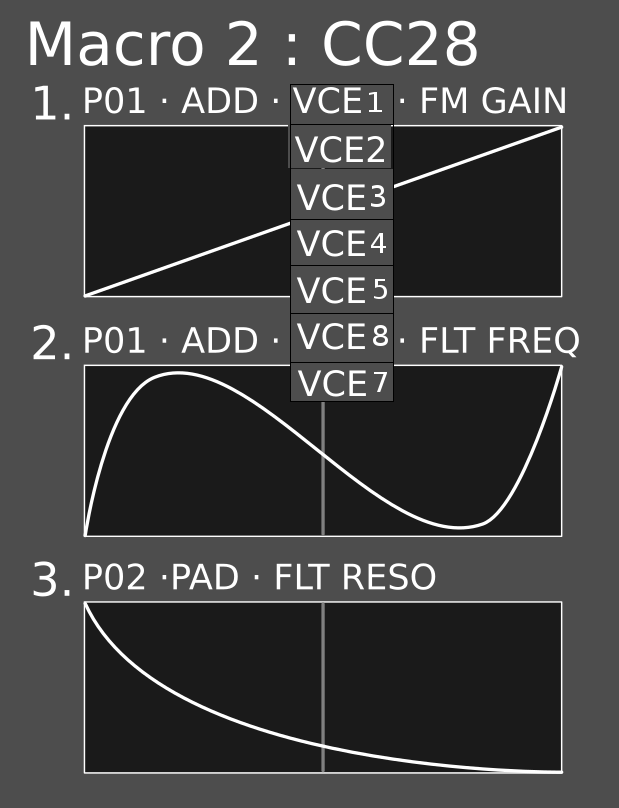 Macro 2 : CC28
1. P01 · ADD · VCE1 · FM GAIN
VCE2
VCE3
VCE4
VCE5
2. P01 · ADD · VCE8 · FLT FREQ
VCE7
3. P02 ·PAD · FLT RESO